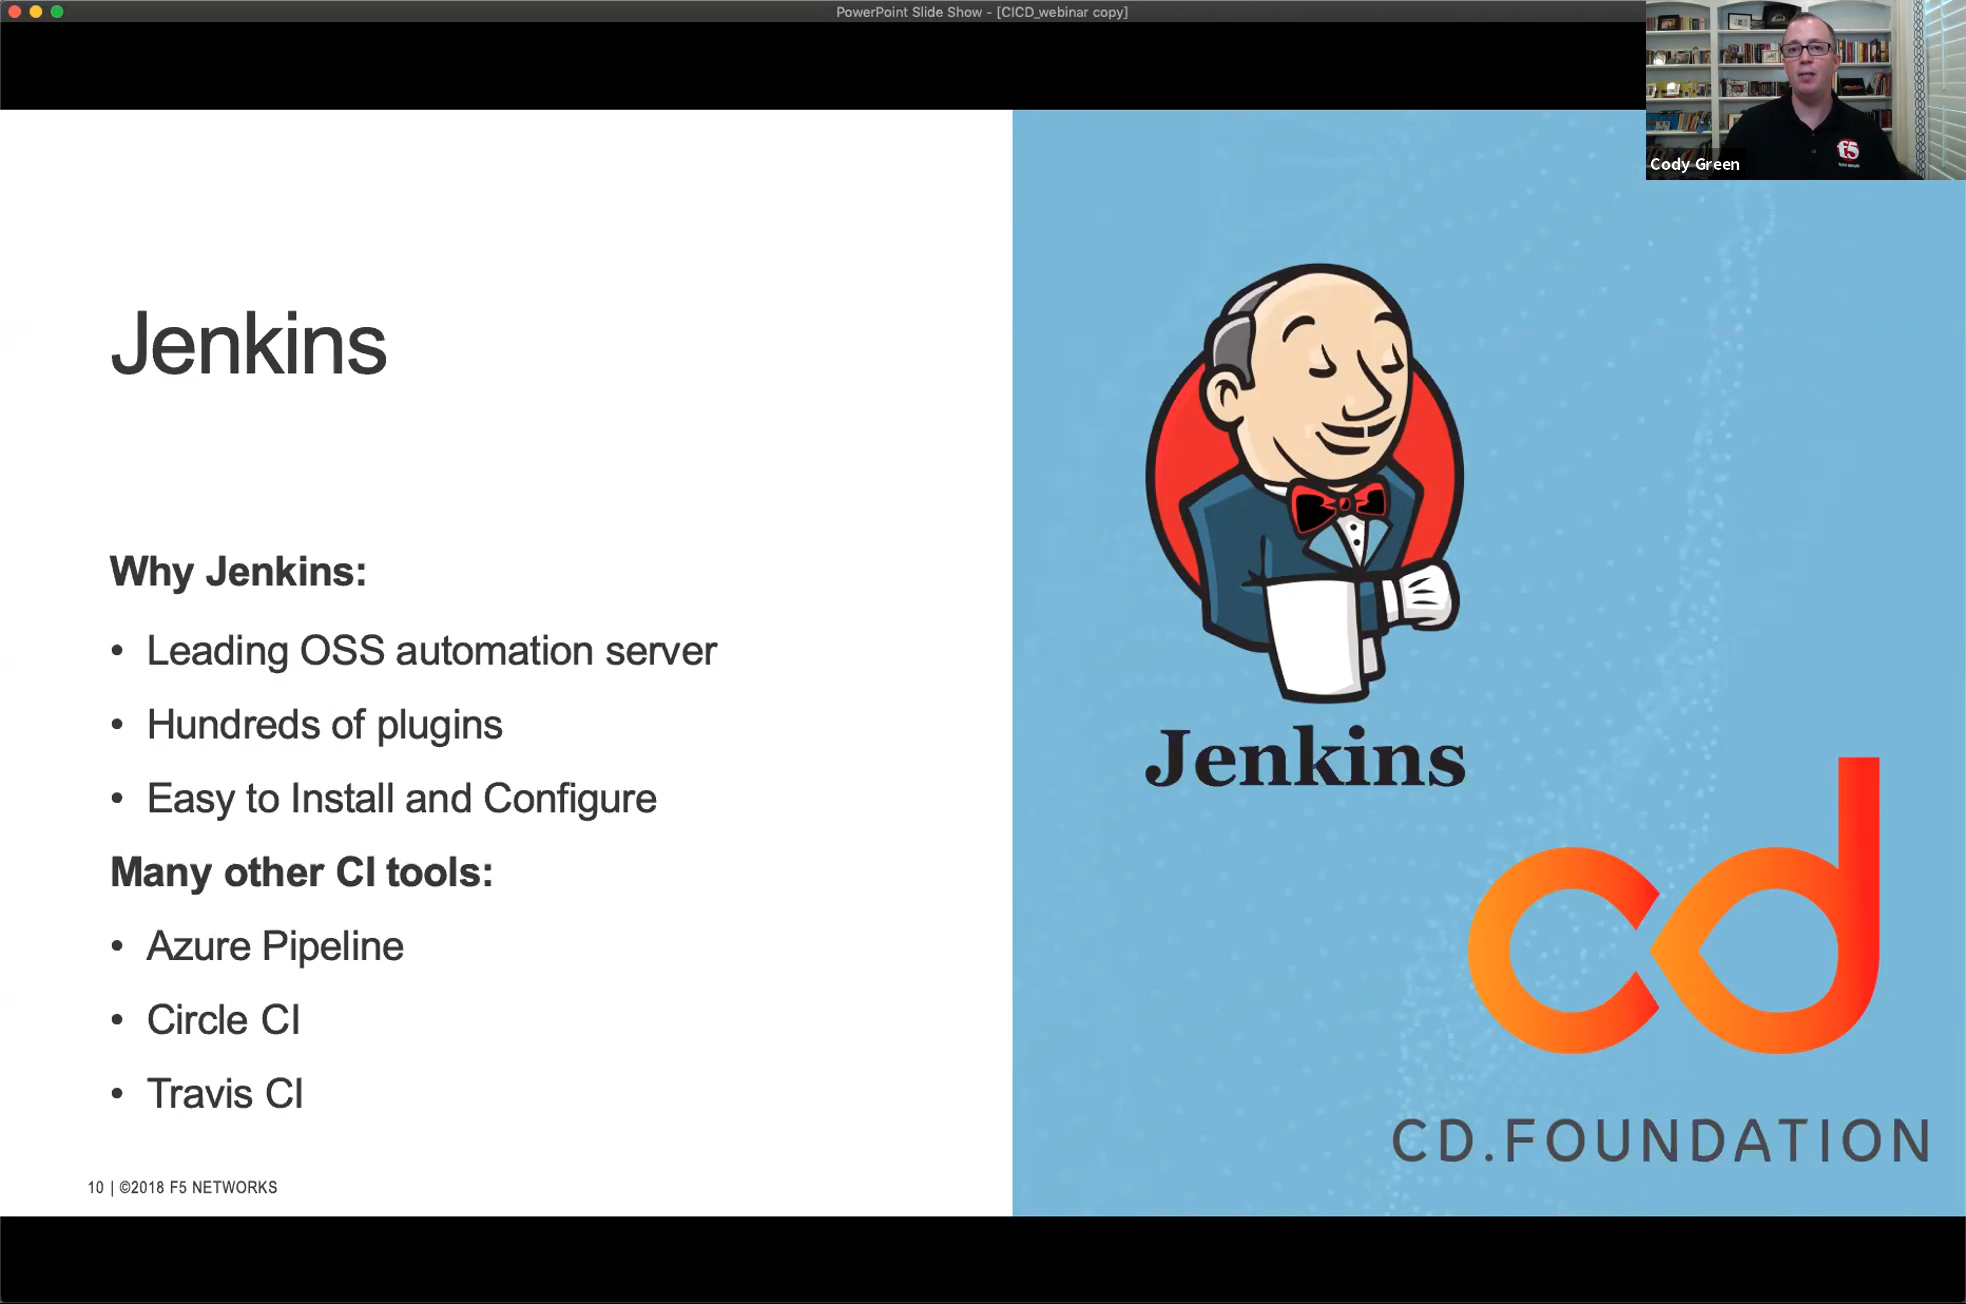 PowerPoint Slide Show - [CICD_webinar copy]
f5
Cody Green
Jenkins
Why Jenkins:
• Leading OSS automation server
• Hundreds of plugins
• Easy to Install and Configure
Many other CI tools:
• Azure Pipeline
• Circle CI
• Travis CI
10 | ©2018 F5 NETWORKS
Jenkins
cd
CD.FOUNDATION